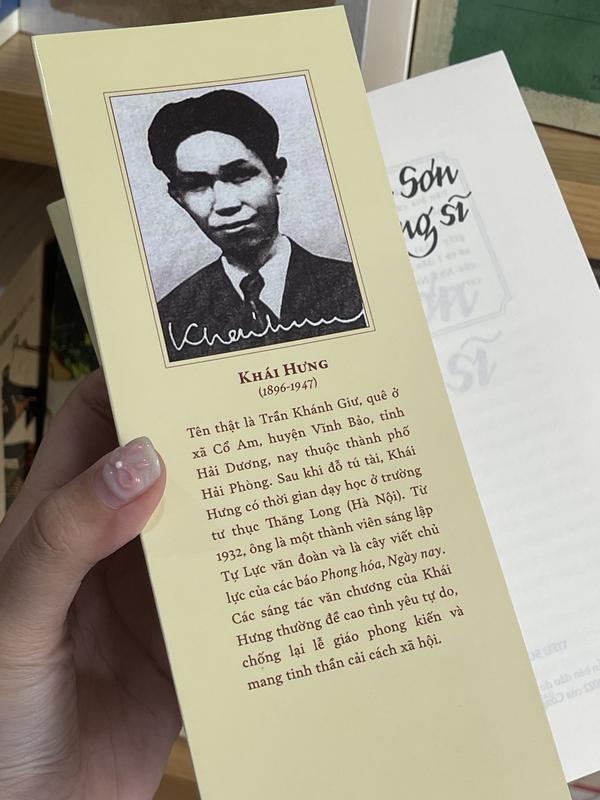 Khaihưng
KHÁI HƯNG
(1896-1947)
Tên thật là Trần Khánh Giư, quê ở
xã Cổ Am, huyện Vĩnh Bảo, tỉnh
Hải Dương, nay thuộc thành phố
Hải Phòng. Sau khi đỗ tú tài, Khái
Hưng có thời gian dạy học ở trường
tư thục Thăng Long (Hà Nội). Từ
1932, ông là một thành viên sáng lập
Tự Lực văn đoàn và là cây viết chủ
lực của các báo Phong hóa, Ngày nay.
Các sáng tác văn chương của Khái
Hưng thường đề cao tình yêu tự do,
chống lại lễ giáo phong kiến và
mang tinh thần cải cách xã hội.
Sơn
sĩ